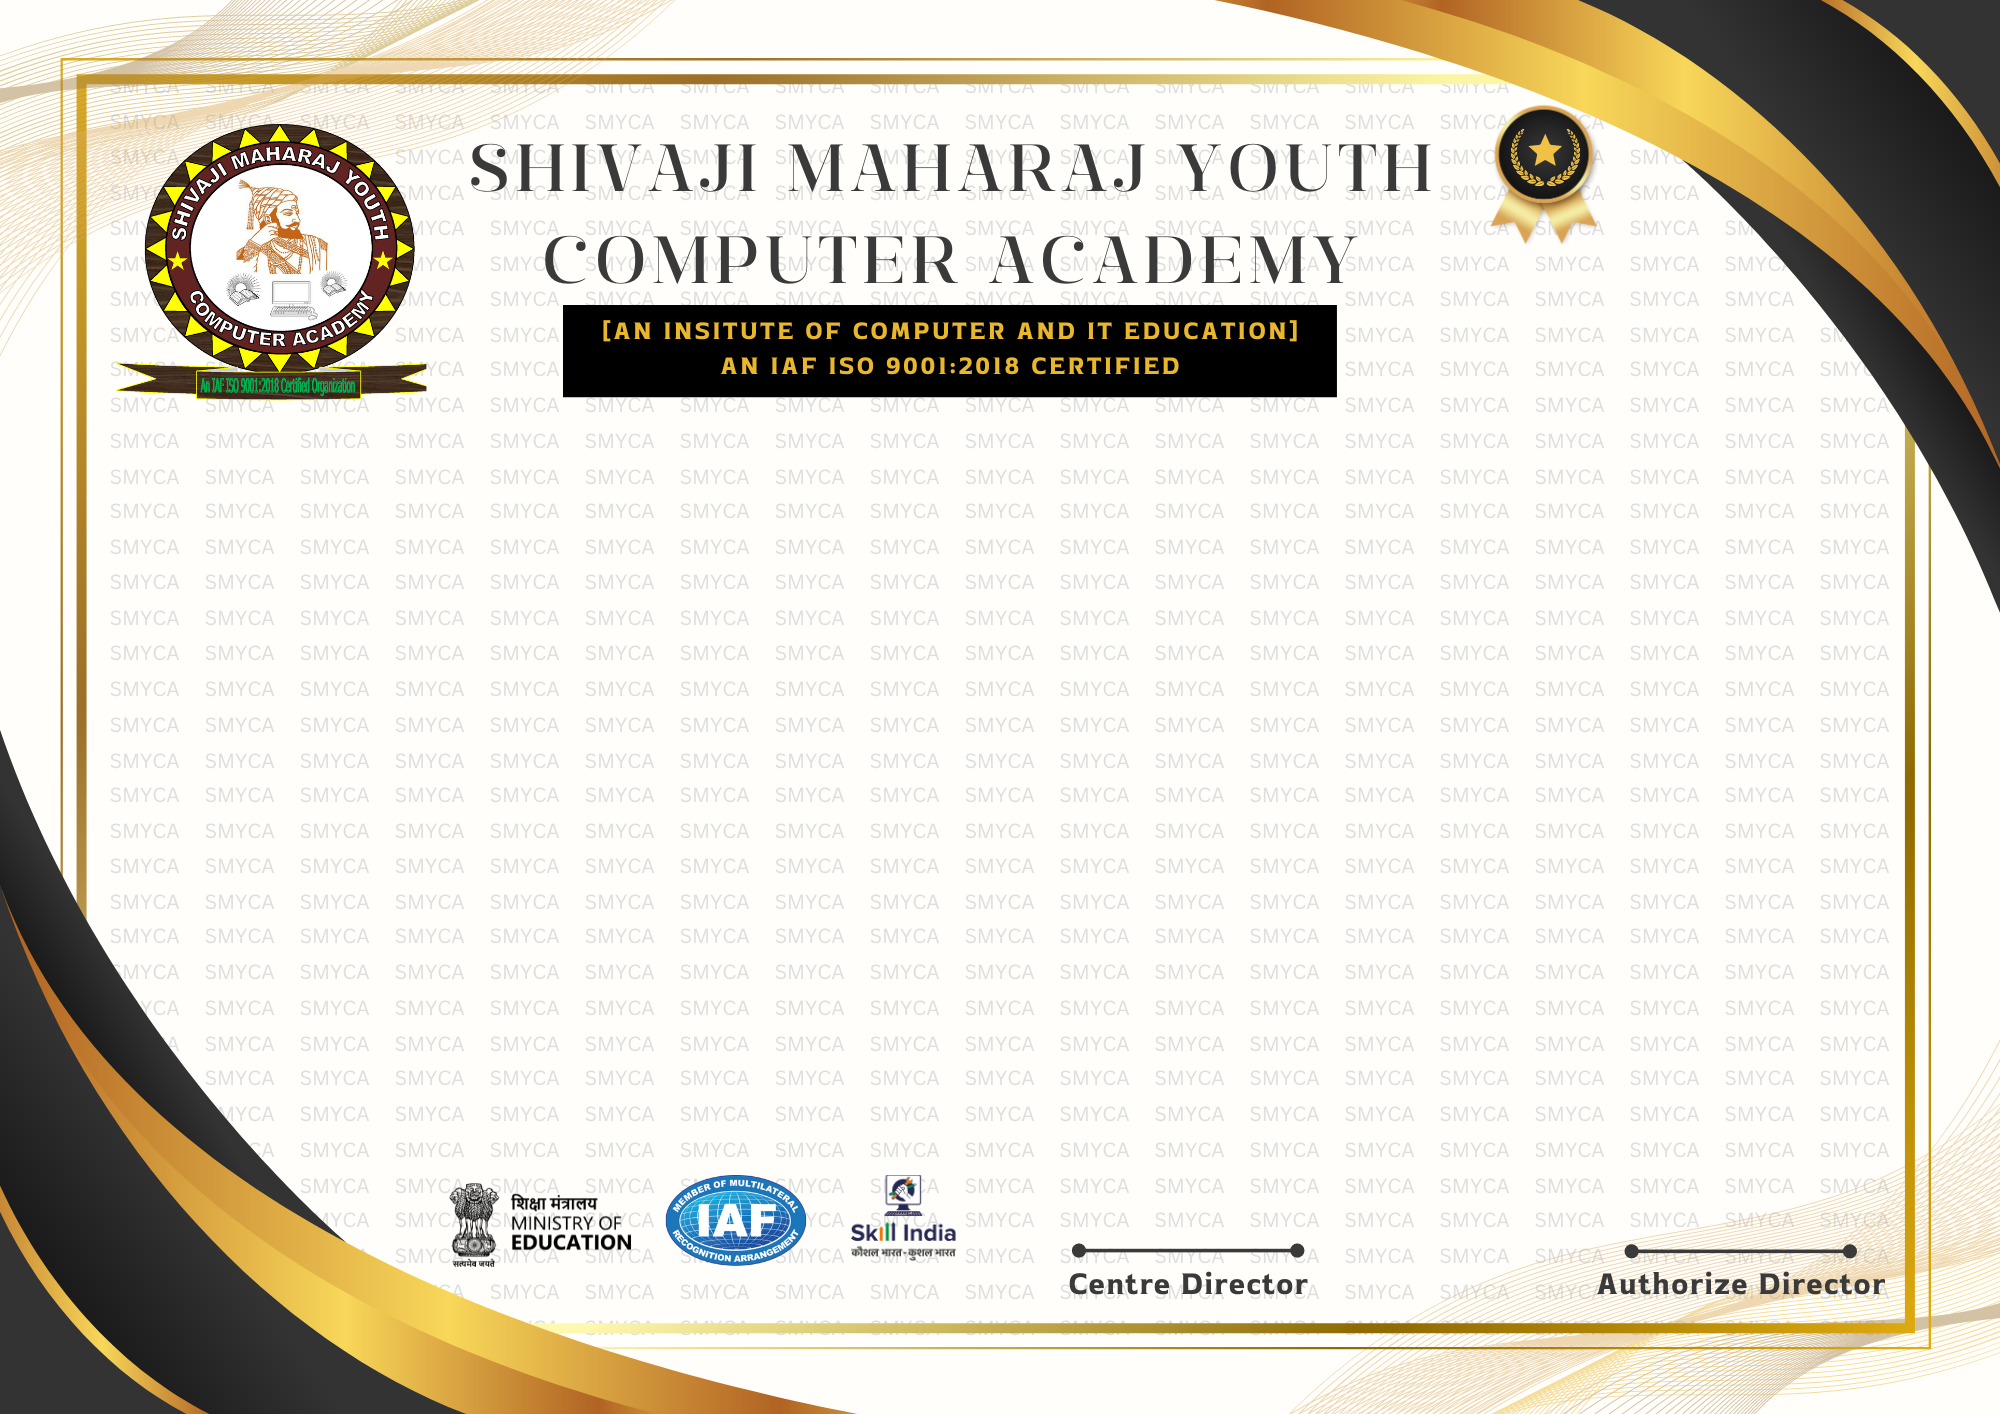 SHIVAJI MAHARAJ YOUTH
COMPUTER ACADEMY
An IAF ISO 9001:2018 Certified Organization
SHIVAJI MAHARAJ YOUTH
COMPUTER ACADEMY
[AN INSITUTE OF COMPUTER AND IT EDUCATION]
AN IAF ISO 9001:2018 CERTIFIED
SMYCA
सत्यमेव जयते
शिक्षा मंत्रालय
MINISTRY OF
EDUCATION
MEMBER OF MULTILATERAL
IAF
RECOGNITION ARRANGEMENT
Skill India
कौशल भारत-कुशल भारत
Centre Director
Authorize Director